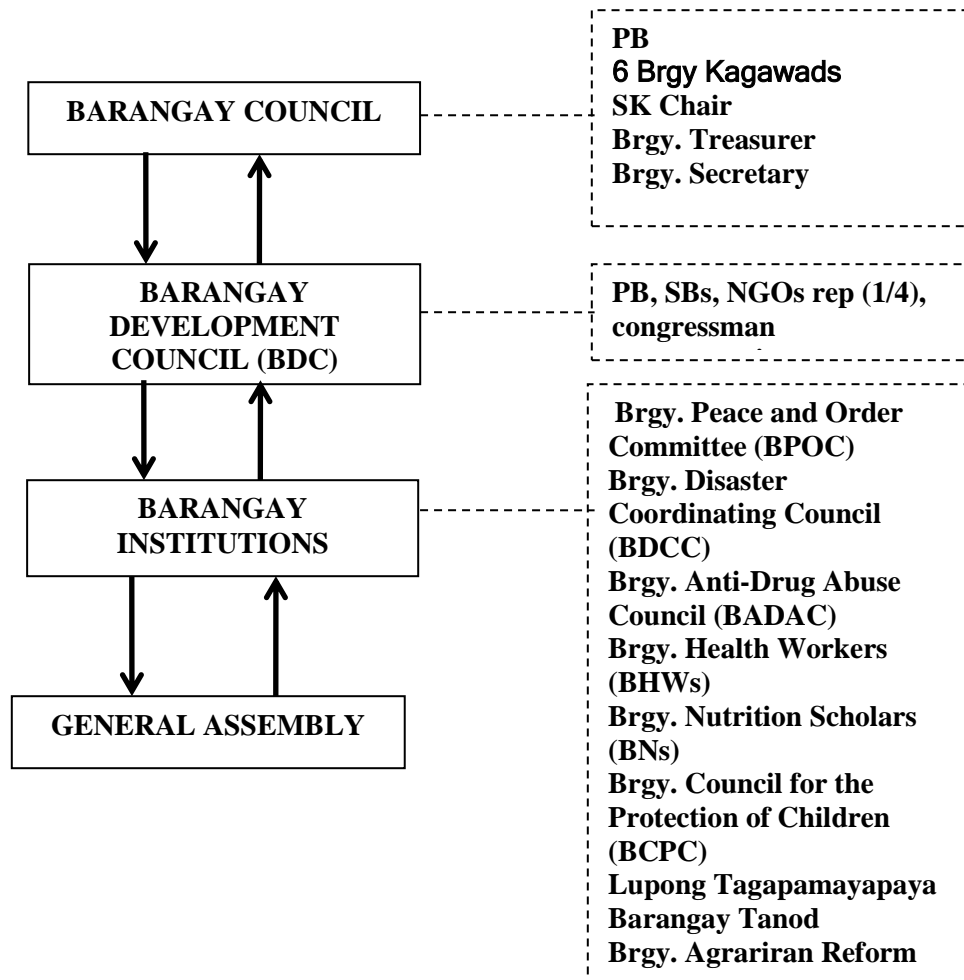 BARANGAY COUNCIL
PB
6 Brgy Kagawads
SK Chair
Brgy. Treasurer
Brgy. Secretary
BARANGAY
DEVELOPMENT
COUNCIL (BDC)
PB, SBs, NGOs rep (1/4),
congressman
BARANGAY
INSTITUTIONS
Brgy. Peace and Order
Committee (BPOC)
Brgy. Disaster
Coordinating Council
(BDCC)
Brgy. Anti-Drug Abuse
Council (BADAC)
Brgy. Health Workers
(BHWs)
Brgy. Nutrition Scholars
(BNs)
Brgy. Council for the
Protection of Children
(BCPC)
Lupong Tagapamayapaya
Barangay Tanod
Brgy. Agrariran Reform
GENERAL ASSEMBLY